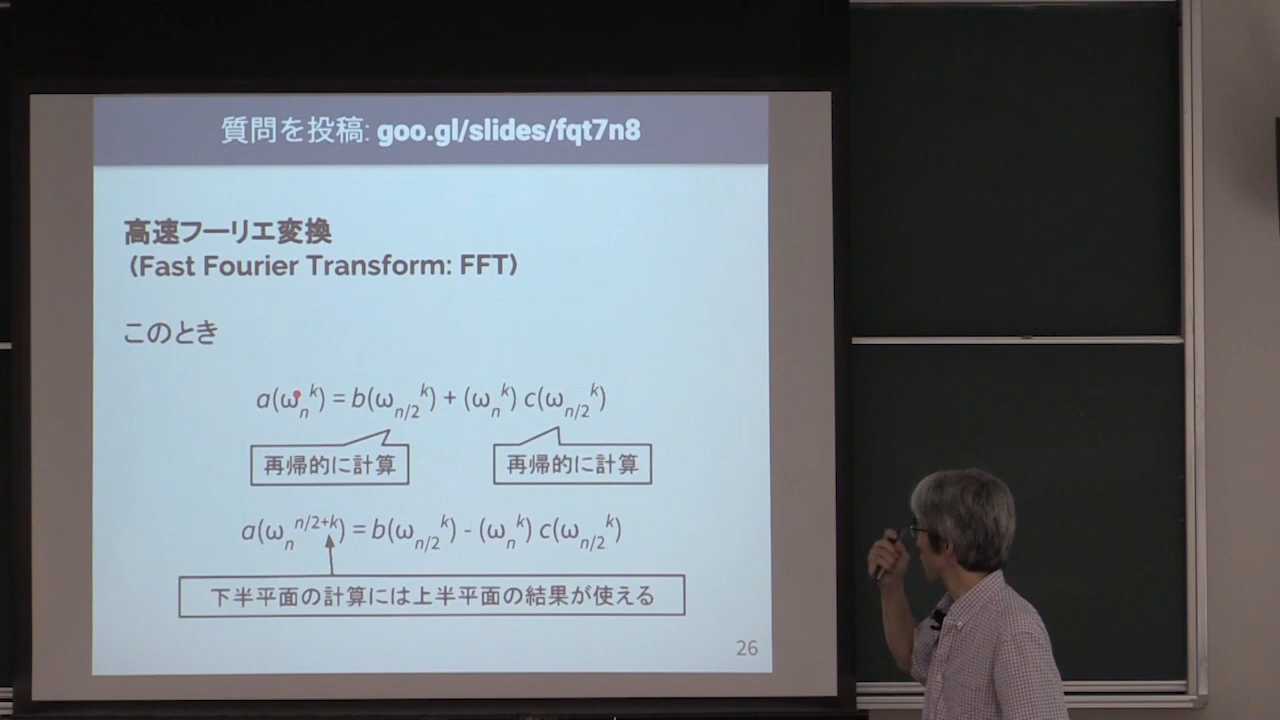 質問を投稿: goo.gl/slides/fqt7n8
高速フーリエ変換
(Fast Fourier Transform: FFT)
このとき
a(ωₙᵏ) = b(ωₙ/₂ᵏ) + (ωₙᵏ) c(ωₙ/₂ᵏ)
再帰的に計算 再帰的に計算
a(ωₙⁿ/²⁺ᵏ) = b(ωₙ/₂ᵏ) - (ωₙᵏ) c(ωₙ/₂ᵏ)
下半平面の計算には上半平面の結果が使える
26